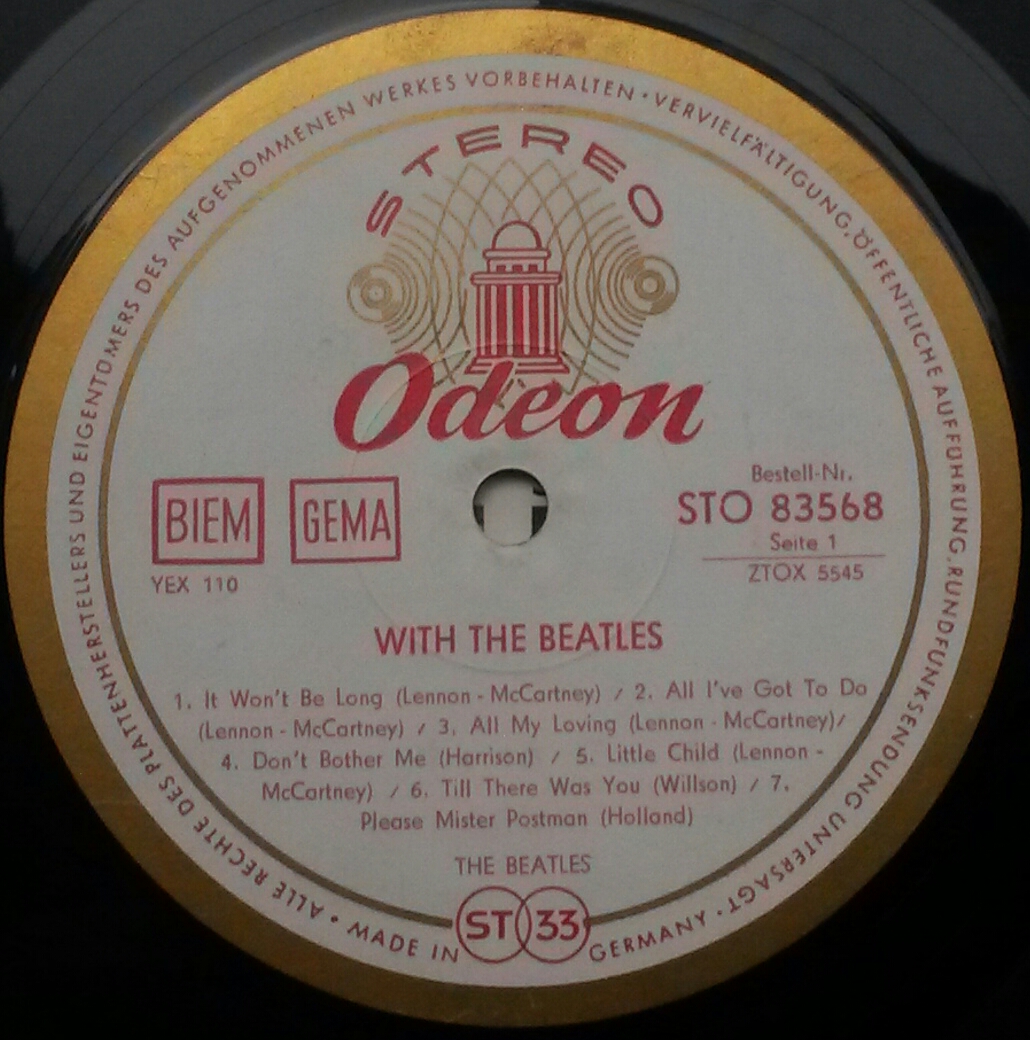 ALLE RECHTE DES PLATTENHERSTELLERS UND EIGENTÜMERS DES AUFGENOMMENEN WERKES VORBEHALTEN · VERVIELFÄLTIGUNG, ÖFFENTLICHE AUFFÜHRUNG, RUNDFUNKSENDUNG UNTERSAGT ·
STEREO
Odeon
BIEM GEMA
YEX 110
Bestell-Nr.
STO 83568
Seite 1
ZTOX 5545
WITH THE BEATLES
1. It Won't Be Long (Lennon - McCartney) / 2. All I've Got To Do
(Lennon - McCartney) / 3. All My Loving (Lennon - McCartney) /
4. Don't Bother Me (Harrison) / 5. Little Child (Lennon -
McCartney) / 6. Till There Was You (Willson) / 7.
Please Mister Postman (Holland)
THE BEATLES
ST 33
· MADE IN GERMANY ·